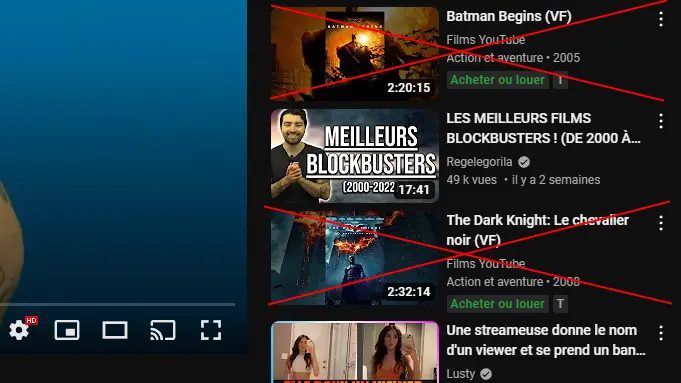 BATMAN BEGINS
2:20:15
Batman Begins (VF)
Films YouTube
Action et aventure • 2005
Acheter ou louer T
MEILLEURS
BLOCKBUSTERS
(2000-2022
17:41
LES MEILLEURS FILMS
BLOCKBUSTERS ! (DE 2000 À...
Regelegorila
49 k vues • il y a 2 semaines
THE DARK KNIGHT
2:32:14
The Dark Knight: Le chevalier
noir (VF)
Films YouTube
Action et aventure • 2008
Acheter ou louer T
HD
Une streameuse donne le nom
d'un viewer et se prend un ban...
Lusty